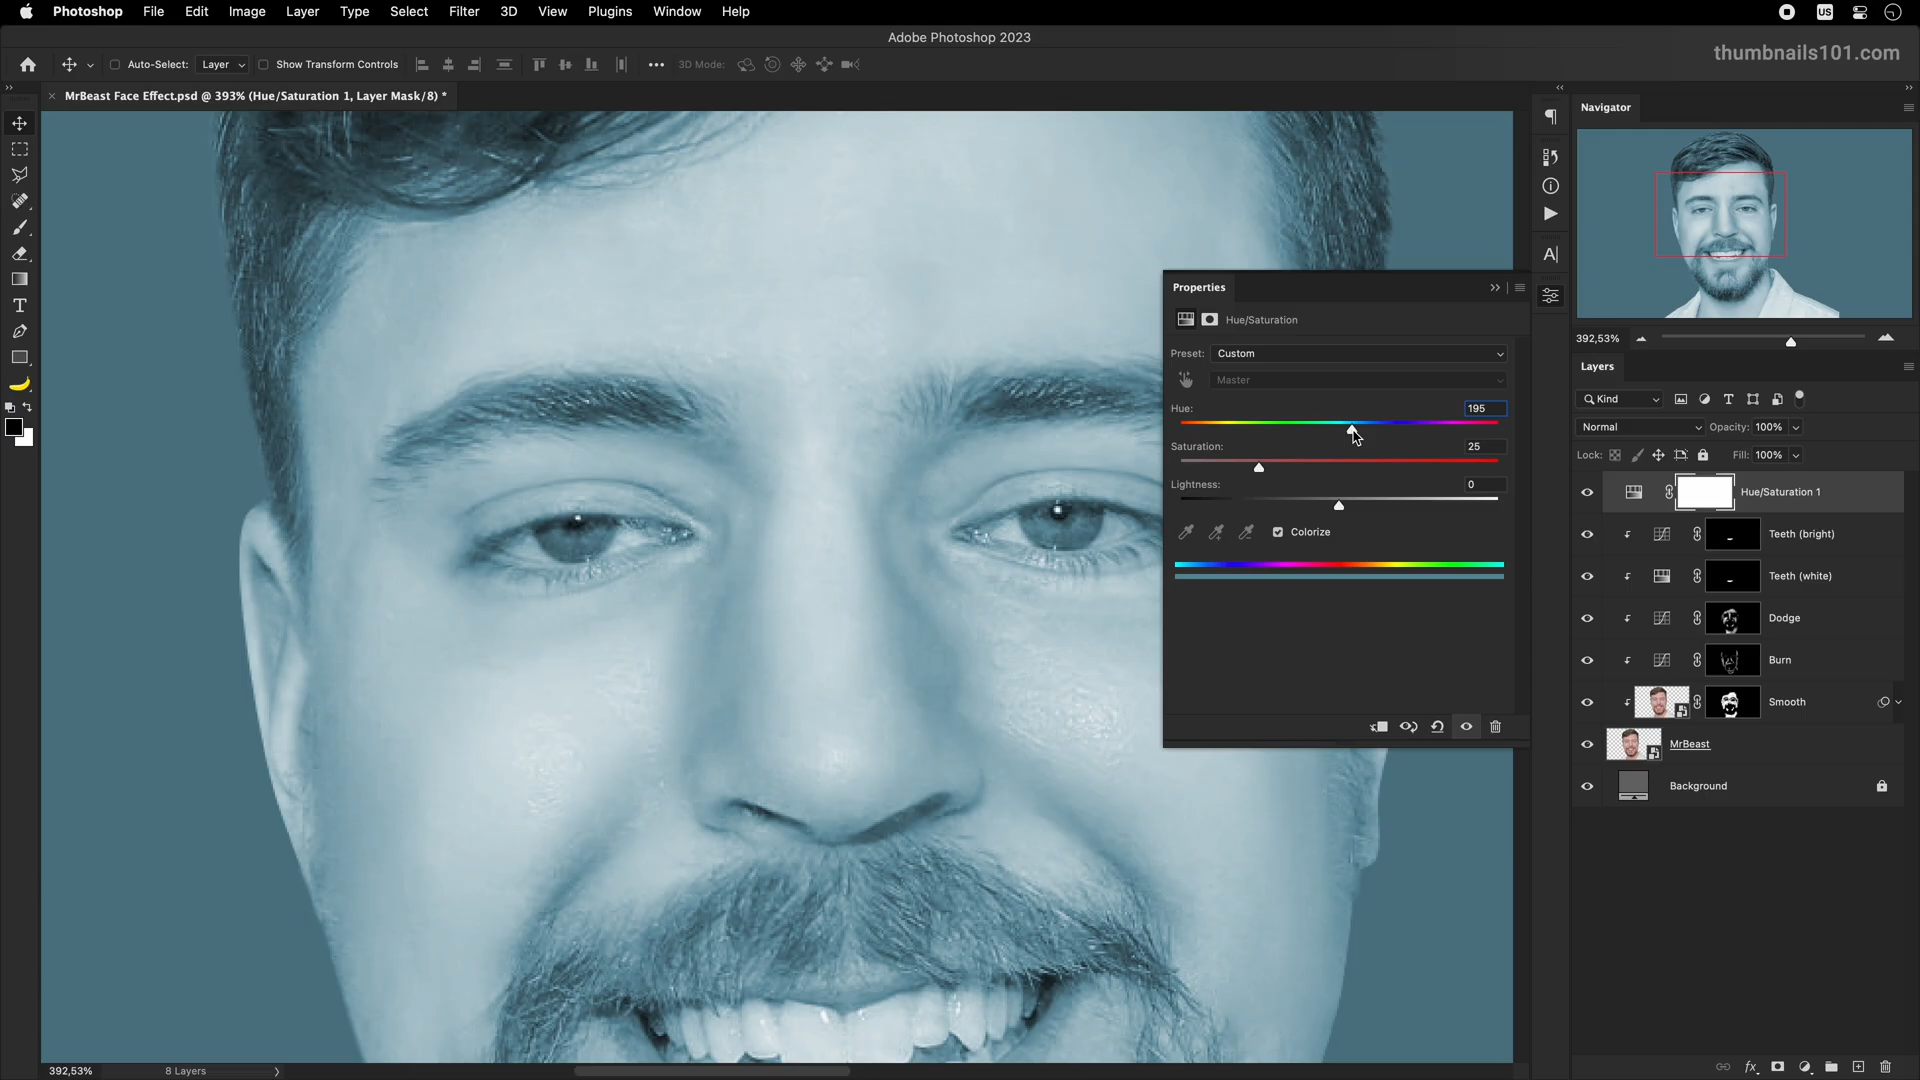 Photoshop File Edit Image Layer Type Select Filter 3D View Plugins Window Help
US
Adobe Photoshop 2023
thumbnails101.com
Auto-Select: Layer Show Transform Controls 3D Mode:
MrBeast Face Effect.psd @ 393% (Hue/Saturation 1, Layer Mask/8) *
Navigator
392,53%
Properties
Hue/Saturation
Preset: Custom
Master
Hue: 195
Saturation: 25
Lightness: 0
Colorize
Layers
Kind
Normal Opacity: 100%
Lock: Fill: 100%
Hue/Saturation 1
Teeth (bright)
Teeth (white)
Dodge
Burn
Smooth
MrBeast
Background
392,53% 8 Layers
fx